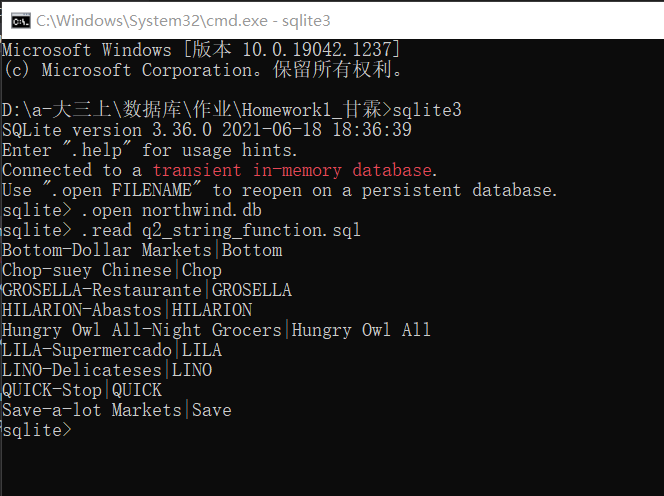 C:\Windows\System32\cmd.exe - sqlite3
Microsoft Windows [版本 10.0.19042.1237]
(c) Microsoft Corporation。保留所有权利。
D:\a-大三上\数据库\作业\Homework1_甘霖>sqlite3
SQLite version 3.36.0 2021-06-18 18:36:39
Enter ".help" for usage hints.
Connected to a transient in-memory database.
Use ".open FILENAME" to reopen on a persistent database.
sqlite> .open northwind.db
sqlite> .read q2_string_function.sql
Bottom-Dollar Markets|Bottom
Chop-suey Chinese|Chop
GROSELLA-Restaurante|GROSELLA
HILARION-Abastos|HILARION
Hungry Owl All-Night Grocers|Hungry Owl All
LILA-Supermercado|LILA
LINO-Delicateses|LINO
QUICK-Stop|QUICK
Save-a-lot Markets|Save
sqlite>